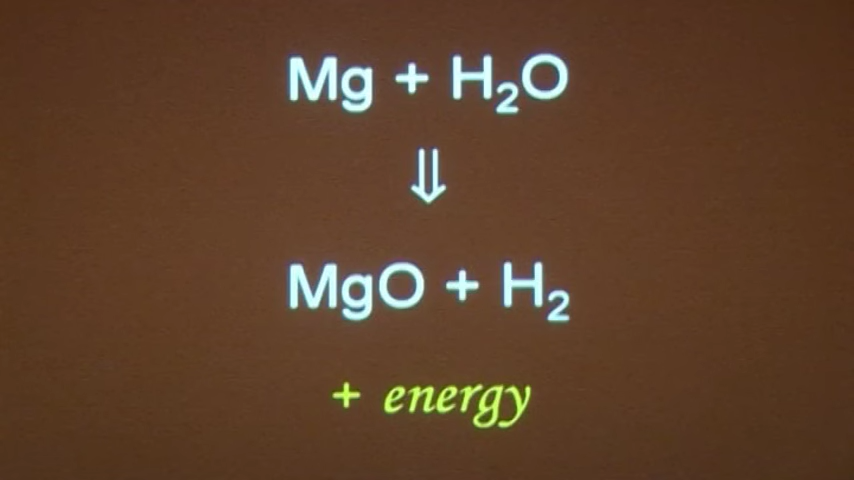 Mg + H₂O
⇓
MgO + H₂
+ energy